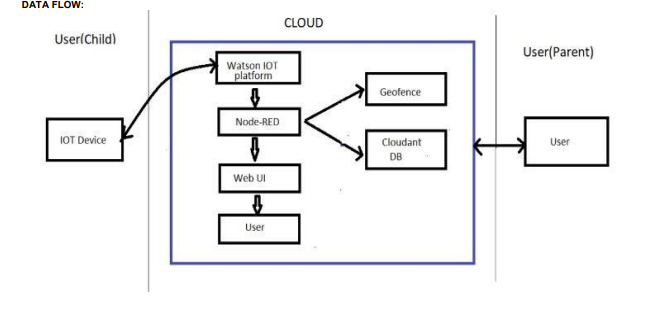 DATA FLOW:
CLOUD
User(Child)
User(Parent)
Watson IOT
platform
Geofence
Node-RED
IOT Device
Cloudant
DB
User
Web UI
User